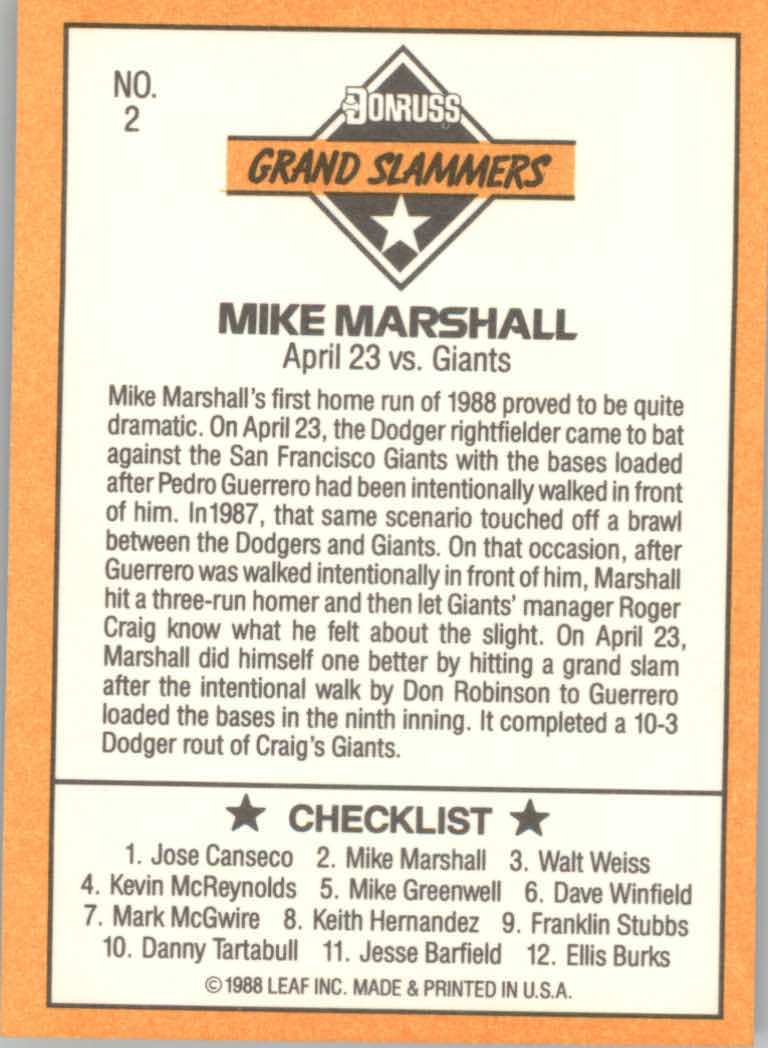 NO.
2
DONRUSS
GRAND SLAMMERS
MIKE MARSHALL
April 23 vs. Giants
Mike Marshall's first home run of 1988 proved to be quite
dramatic. On April 23, the Dodger rightfielder came to bat
against the San Francisco Giants with the bases loaded
after Pedro Guerrero had been intentionally walked in front
of him. In 1987, that same scenario touched off a brawl
between the Dodgers and Giants. On that occasion, after
Guerrero was walked intentionally in front of him, Marshall
hit a three-run homer and then let Giants' manager Roger
Craig know what he felt about the slight. On April 23,
Marshall did himself one better by hitting a grand slam
after the intentional walk by Don Robinson to Guerrero
loaded the bases in the ninth inning. It completed a 10-3
Dodger rout of Craig's Giants.
★ CHECKLIST ★
1. Jose Canseco 2. Mike Marshall 3. Walt Weiss
4. Kevin McReynolds 5. Mike Greenwell 6. Dave Winfield
7. Mark McGwire 8. Keith Hernandez 9. Franklin Stubbs
10. Danny Tartabull 11. Jesse Barfield 12. Ellis Burks
©1988 LEAF INC. MADE & PRINTED IN U.S.A.